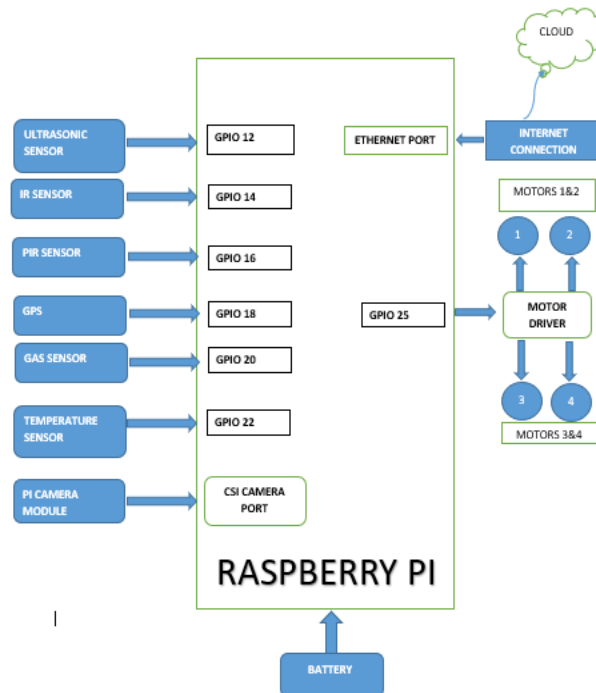 CLOUD
ULTRASONIC
SENSOR
GPIO 12
ETHERNET PORT
INTERNET
CONNECTION
IR SENSOR
GPIO 14
MOTORS 1&2
1
2
PIR SENSOR
GPIO 16
GPS
GPIO 18
GPIO 25
MOTOR
DRIVER
GAS SENSOR
GPIO 20
3
4
TEMPERATURE
SENSOR
GPIO 22
MOTORS 3&4
PI CAMERA
MODULE
CSI CAMERA
PORT
RASPBERRY PI
BATTERY